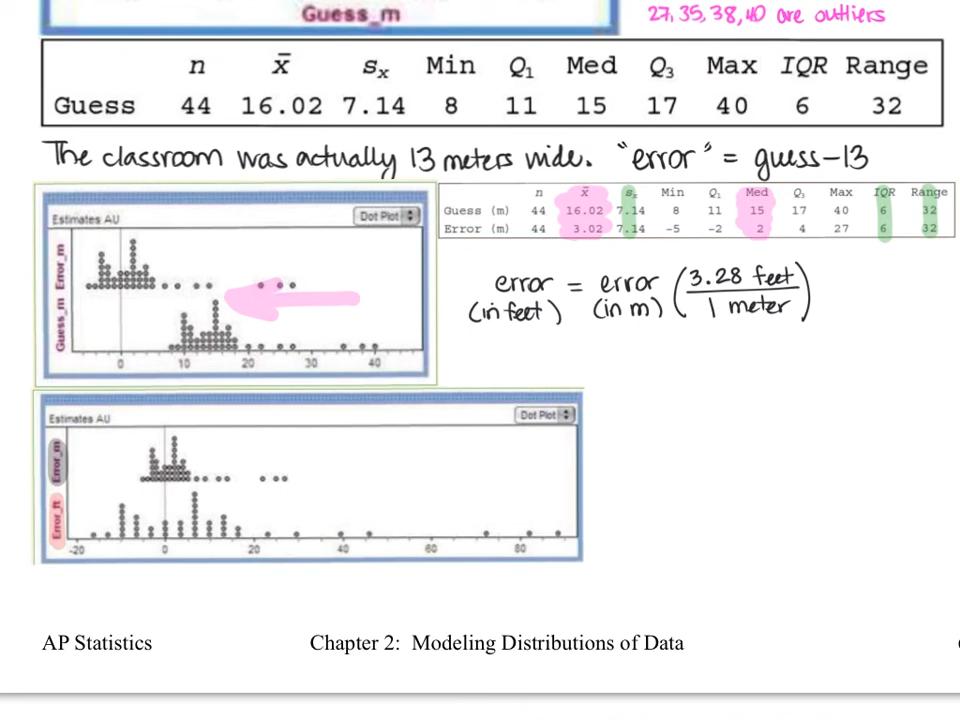 Guess_m
27, 35, 38, 40 are outliers
n x̄ sx Min Q1 Med Q3 Max IQR Range
Guess 44 16.02 7.14 8 11 15 17 40 6 32
The classroom was actually 13 meters wide. "error" = guess-13
Estimates AU Dot Plot
Error_m
Guess_m
0 10 20 30 40
n x̄ sx Min Q1 Med Q3 Max IQR Range
Guess (m) 44 16.02 7.14 8 11 15 17 40 6 32
Error (m) 44 3.02 7.14 -5 -2 2 4 27 6 32
error = error (3.28 feet
(in feet) (in m) 1 meter)
Estimates AU Dot Plot
Error_m
Error_ft
-20 0 20 40 60 80
AP Statistics Chapter 2: Modeling Distributions of Data